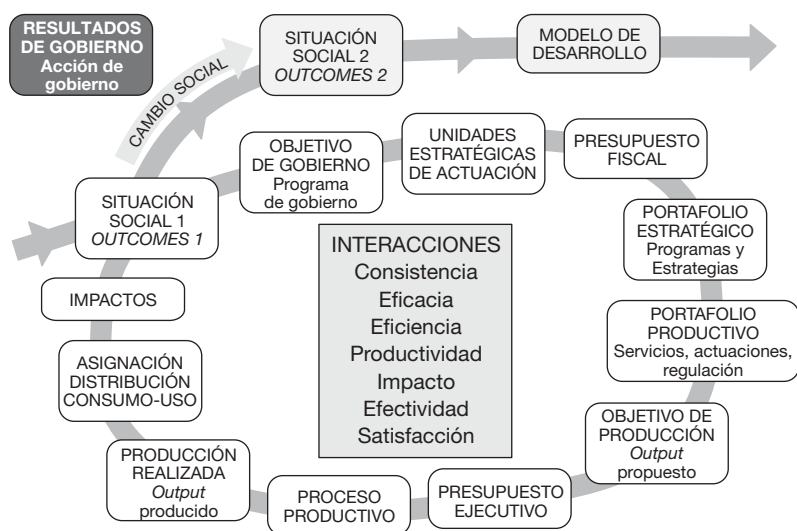 RESULTADOS
DE GOBIERNO
Acción de
gobierno
CAMBIO SOCIAL
SITUACIÓN
SOCIAL 2
OUTCOMES 2
MODELO DE
DESARROLLO
SITUACIÓN
SOCIAL 1
OUTCOMES 1
OBJETIVO
DE GOBIERNO
Programa
de gobierno
UNIDADES
ESTRATÉGICAS
DE ACTUACIÓN
PRESUPUESTO
FISCAL
PORTAFOLIO
ESTRATÉGICO
Programas y
Estrategias
PORTAFOLIO
PRODUCTIVO
Servicios, actuaciones,
regulación
OBJETIVO DE
PRODUCCIÓN
Output
propuesto
PRESUPUESTO
EJECUTIVO
PROCESO
PRODUCTIVO
PRODUCCIÓN
REALIZADA
Output
producido
ASIGNACIÓN
DISTRIBUCIÓN
CONSUMO-USO
IMPACTOS
INTERACCIONES
Consistencia
Eficacia
Eficiencia
Productividad
Impacto
Efectividad
Satisfacción